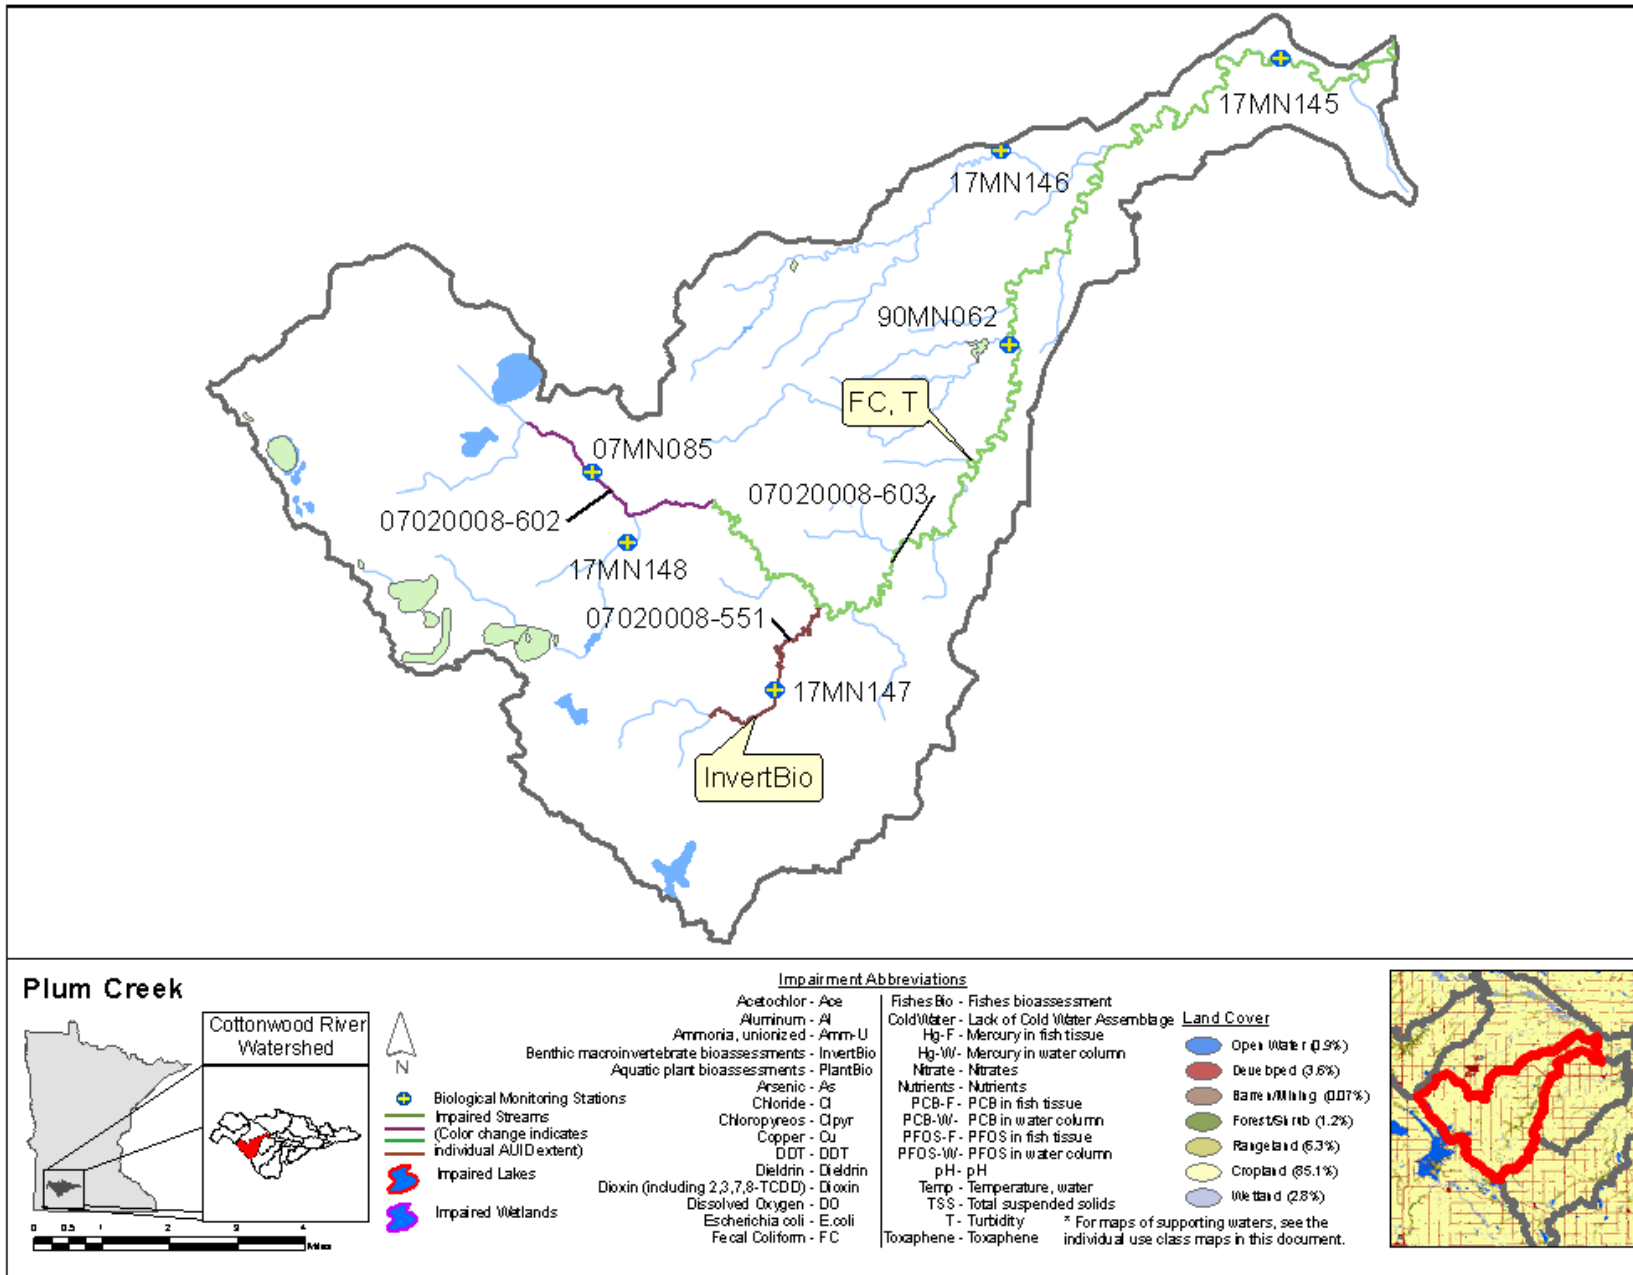 17MN145
17MN146
90MN062
FC, T
07MN085
07020008-603
07020008-602
17MN148
07020008-551
17MN147
InvertBio
Plum Creek
Cottonwood River
Watershed
N
Biological Monitoring Stations
Impaired Streams
(Color change indicates
individual AUID extent)
Impaired Lakes
Impaired Wetlands
0 0.5 1 2 3 4
Miles
Impairment Abbreviations
Acetochlor - Ace
Aluminum - Al
Ammonia, unionized - Amm-U
Benthic macroinvertebrate bioassessments - InvertBio
Aquatic plant bioassessments - PlantBio
Arsenic - As
Chloride - Cl
Chloropyreos - Clpyr
Copper - Cu
DDT - DDT
Dieldrin - Dieldrin
Dioxin (including 2,3,7,8-TCDD) - Dioxin
Dissolved Oxygen - DO
Escherichia coli - E.coli
Fecal Coliform - FC
FishesBio - Fishes bioassessment
ColdWater - Lack of Cold Water Assemblage
Hg-F - Mercury in fish tissue
Hg-W - Mercury in water column
Nitrate - Nitrates
Nutrients - Nutrients
PCB-F - PCB in fish tissue
PCB-W - PCB in water column
PFOS-F - PFOS in fish tissue
PFOS-W - PFOS in water column
pH - pH
Temp - Temperature, water
TSS - Total suspended solids
T - Turbidity
Toxaphene - Toxaphene
* For maps of supporting waters, see the
individual use class maps in this document.
Land Cover
Open Water (0.9%)
Developed (3.6%)
Barren/Mining (0.07%)
Forest/Shrub (1.2%)
Rangeland (6.3%)
Cropland (85.1%)
Wetland (2.8%)